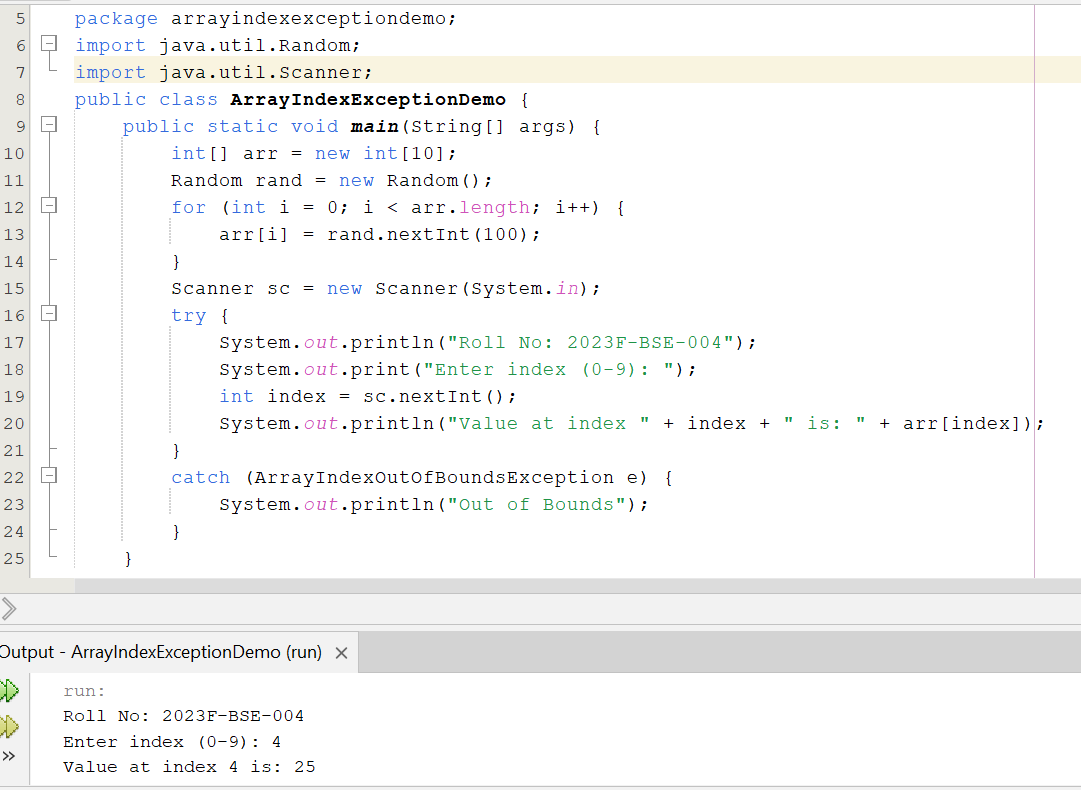 5 package arrayindexexceptiondemo;
6 import java.util.Random;
7 import java.util.Scanner;
8 public class ArrayIndexExceptionDemo {
9     public static void main(String[] args) {
10         int[] arr = new int[10];
11         Random rand = new Random();
12         for (int i = 0; i < arr.length; i++) {
13             arr[i] = rand.nextInt(100);
14         }
15         Scanner sc = new Scanner(System.in);
16         try {
17             System.out.println("Roll No: 2023F-BSE-004");
18             System.out.print("Enter index (0-9): ");
19             int index = sc.nextInt();
20             System.out.println("Value at index " + index + " is: " + arr[index]);
21         }
22         catch (ArrayIndexOutOfBoundsException e) {
23             System.out.println("Out of Bounds");
24         }
25     }
Output - ArrayIndexExceptionDemo (run)
run:
Roll No: 2023F-BSE-004
Enter index (0-9): 4
Value at index 4 is: 25